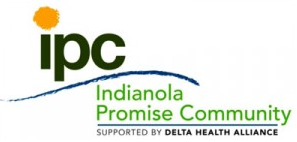 ipc
Indianola
Promise Community
SUPPORTED BY DELTA HEALTH ALLIANCE